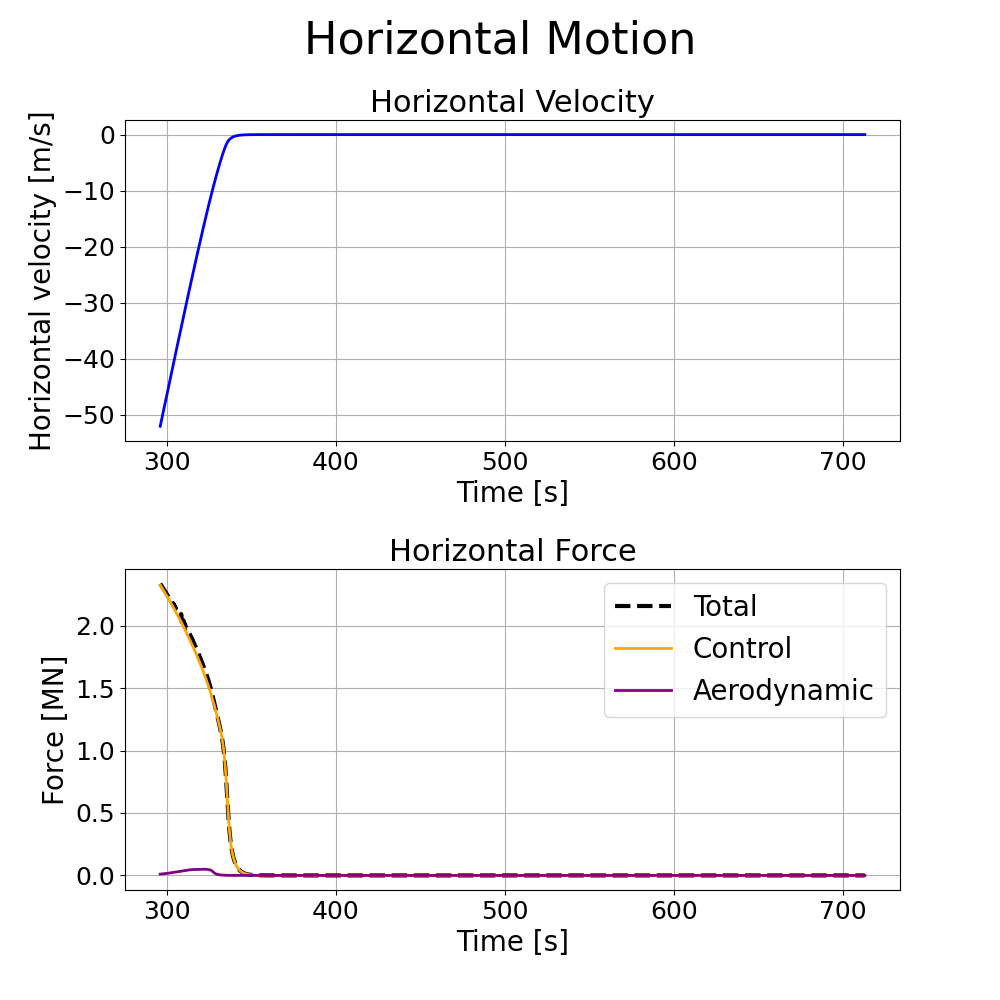 Horizontal Motion
Horizontal Velocity
Horizontal velocity [m/s]
0
−10
−20
−30
−40
−50
300 400 500 600 700
Time [s]
Horizontal Force
Force [MN]
2.0
1.5
1.0
0.5
0.0
Total
Control
Aerodynamic
300 400 500 600 700
Time [s]